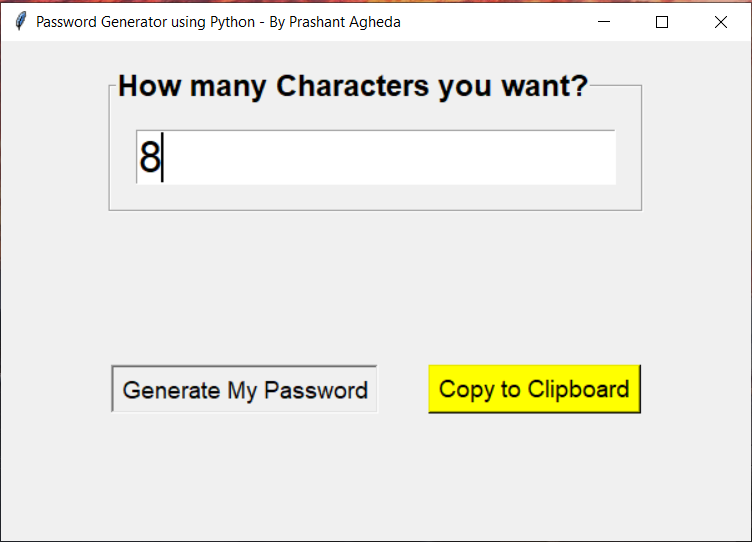 Password Generator using Python - By Prashant Agheda
How many Characters you want?
8
Generate My Password
Copy to Clipboard